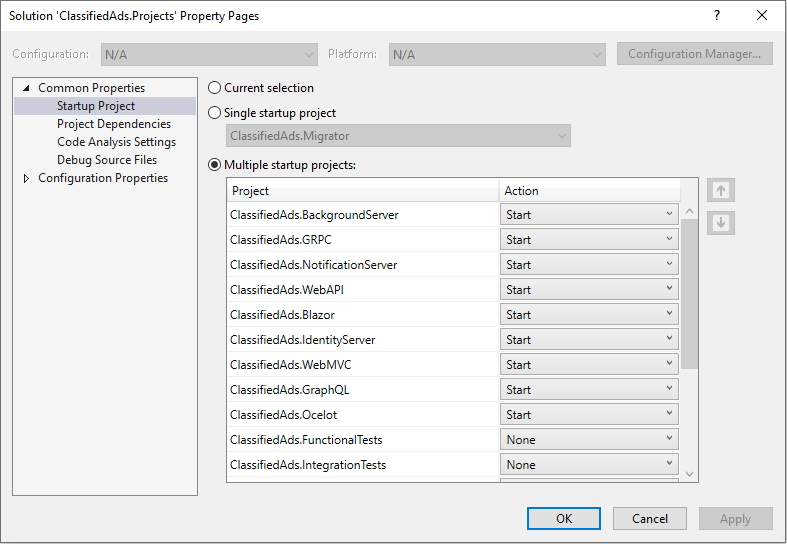 Solution 'ClassifiedAds.Projects' Property Pages
Configuration: N/A Platform: N/A Configuration Manager...
Common Properties
Startup Project
Project Dependencies
Code Analysis Settings
Debug Source Files
Configuration Properties
Current selection
Single startup project
ClassifiedAds.Migrator
Multiple startup projects:
Project Action
ClassifiedAds.BackgroundServer Start
ClassifiedAds.GRPC Start
ClassifiedAds.NotificationServer Start
ClassifiedAds.WebAPI Start
ClassifiedAds.Blazor Start
ClassifiedAds.IdentityServer Start
ClassifiedAds.WebMVC Start
ClassifiedAds.GraphQL Start
ClassifiedAds.Ocelot Start
ClassifiedAds.FunctionalTests None
ClassifiedAds.IntegrationTests None
OK Cancel Apply